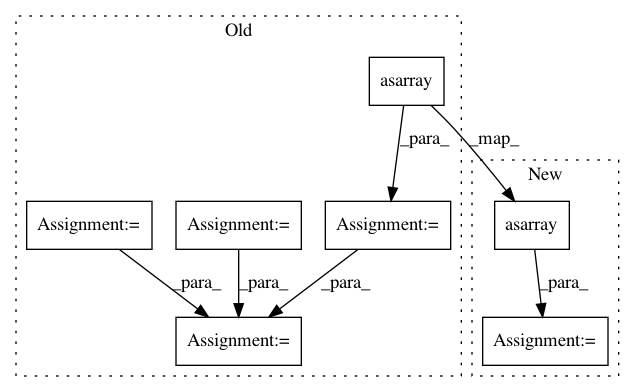 Old
asarray
_para_
_map_
New
Assignment:=
Assignment:=
Assignment:=
asarray
_para_
_para_
_para_
_para_
Assignment:=
Assignment:=